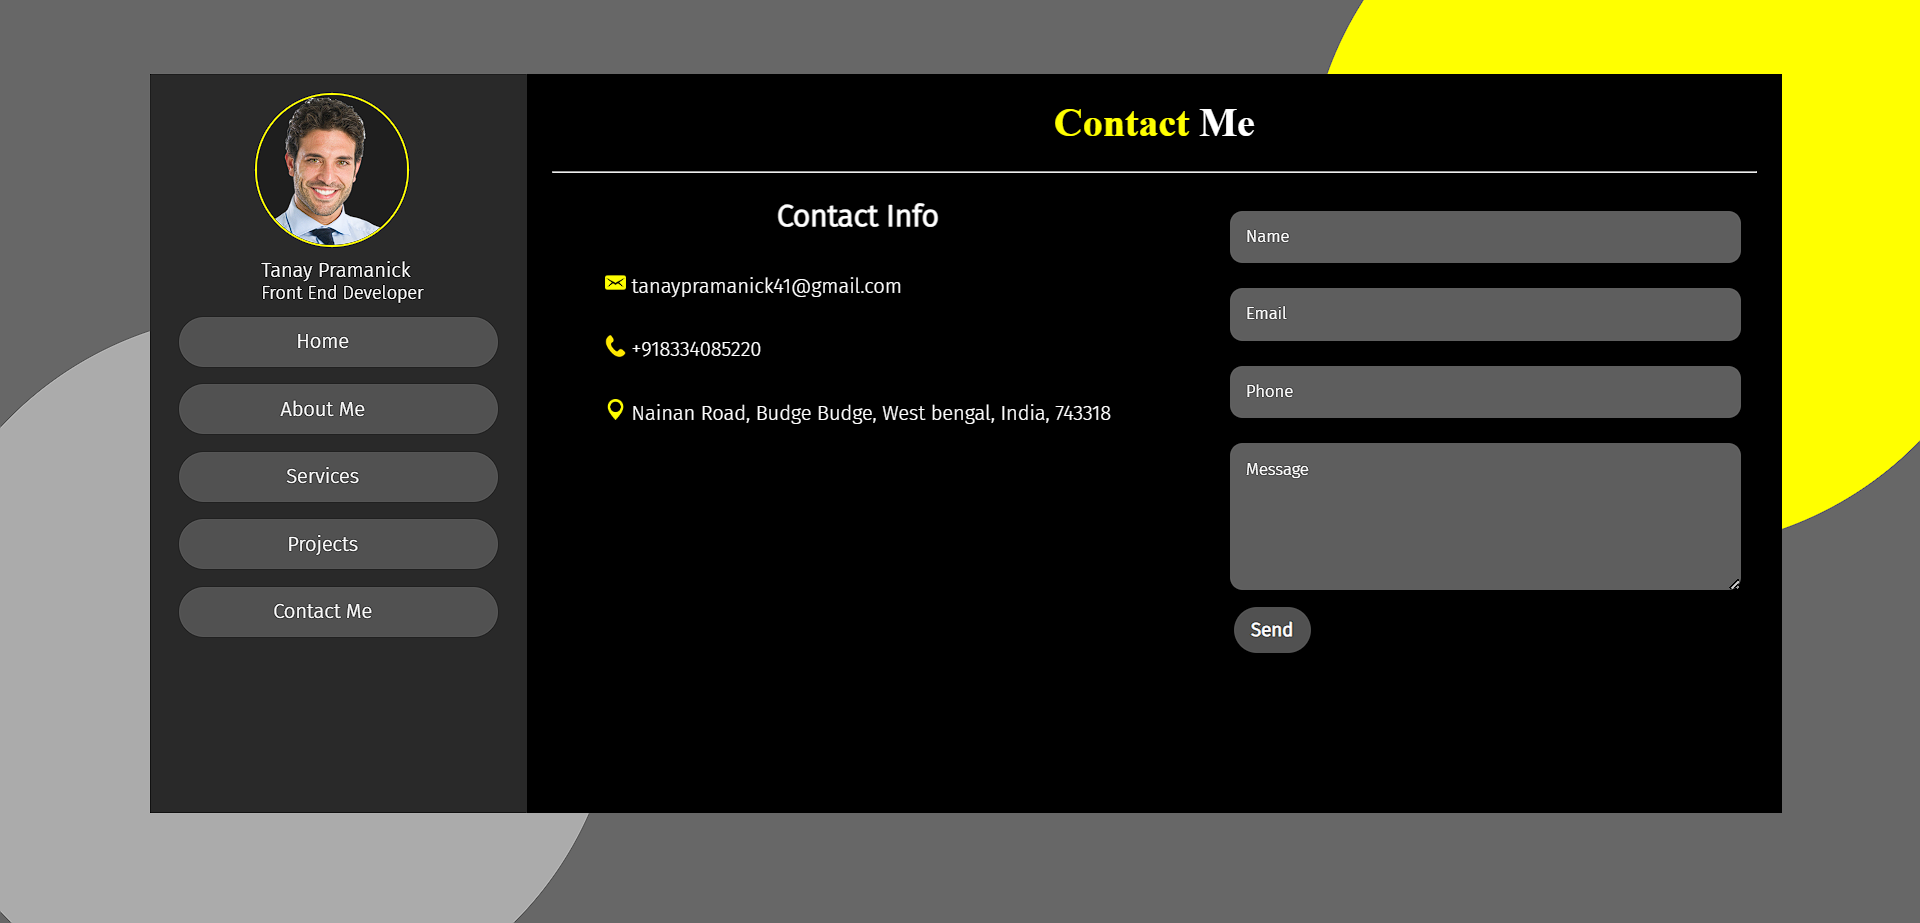 Tanay Pramanick
Front End Developer
Home
About Me
Services
Projects
Contact Me
Contact Me
Contact Info
tanaypramanick41@gmail.com
+918334085220
Nainan Road, Budge Budge, West bengal, India, 743318
Name
Email
Phone
Message
Send